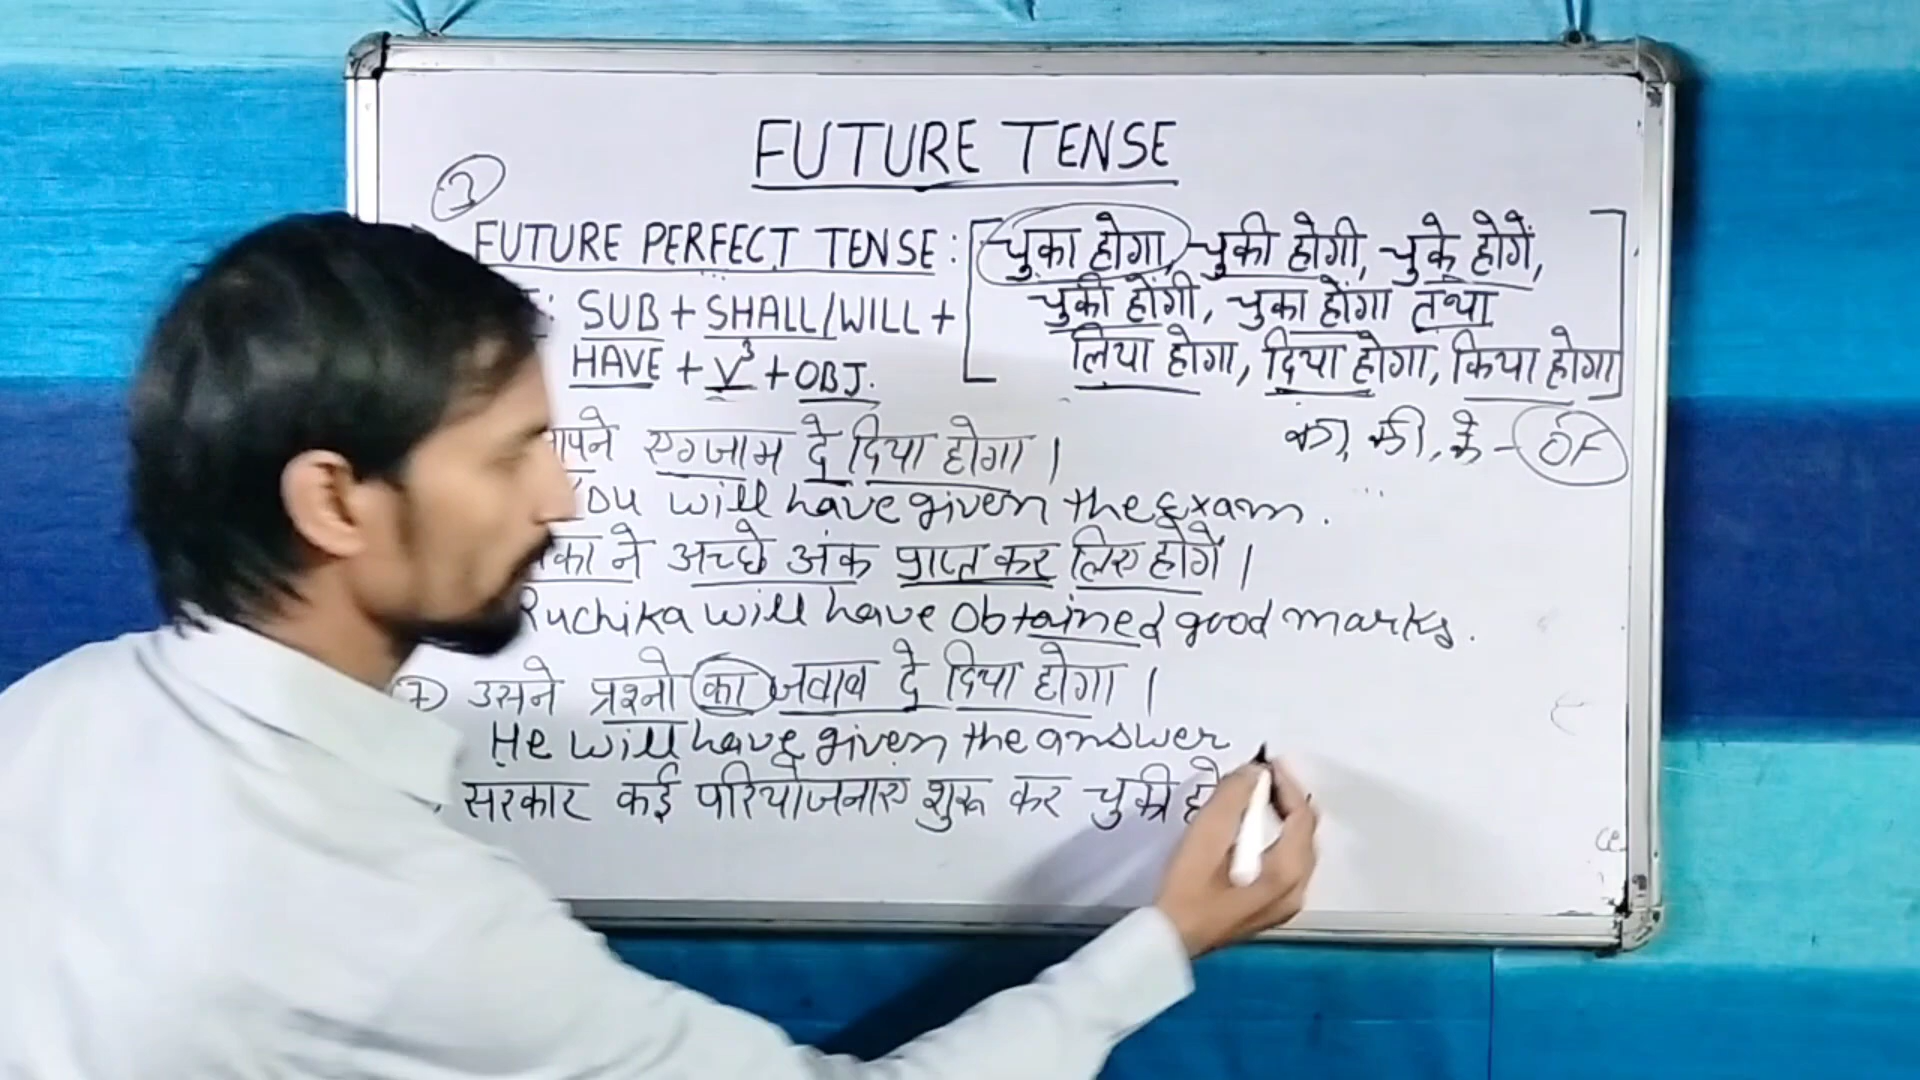 FUTURE TENSE
FUTURE PERFECT TENSE: [चुका होगा, चुकी होगी, चुके होगें,
चुकी होंगी, चुका होंगा तथा
लिया होगा, दिया होगा, किया होगा]
SUB + SHALL/WILL +
HAVE + V³ + OBJ.
का, की, के - OF
एग्जाम दे दिया होगा।
You will have given the Exam.
ने अच्छे अंक प्राप्त कर लिए होगें।
Ruchika will have obtained good marks.
7) उसने प्रश्नो का जवाब दे दिया होगा।
He will have given the answer
सरकार कई परियोजनाए शुरू कर चुकी